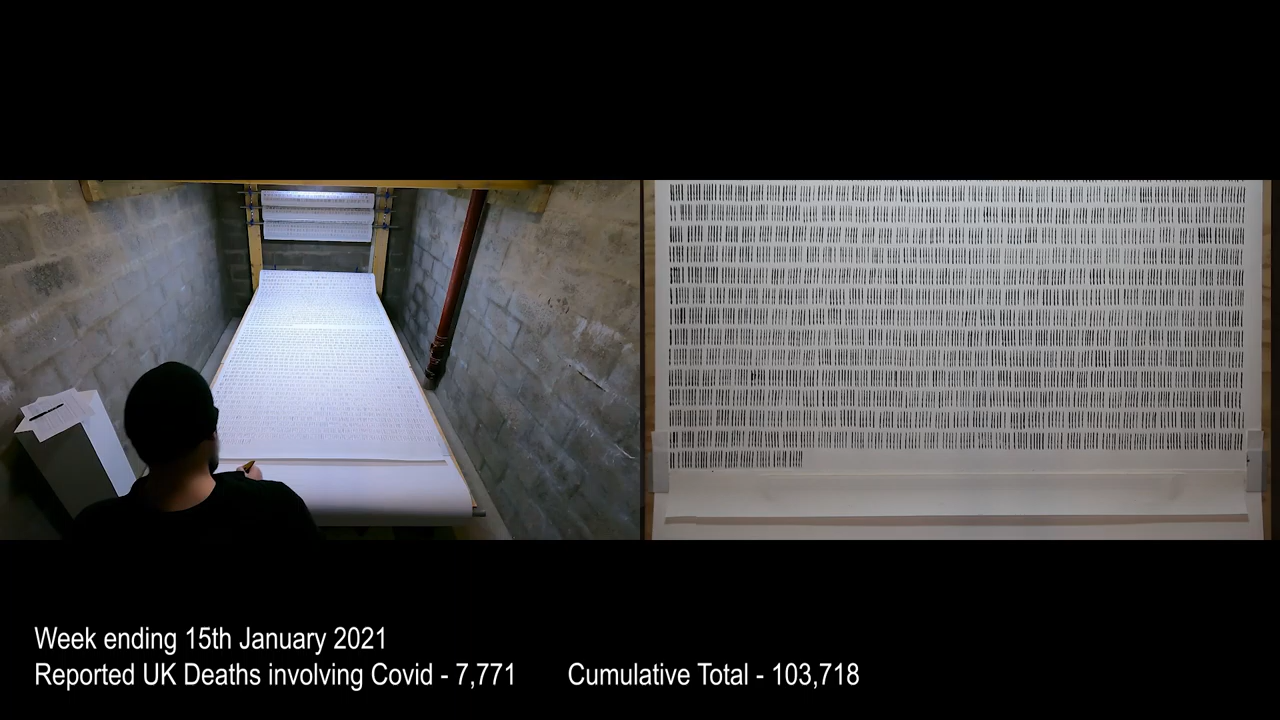 Week ending 15th January 2021
Reported UK Deaths involving Covid - 7,771 Cumulative Total - 103,718